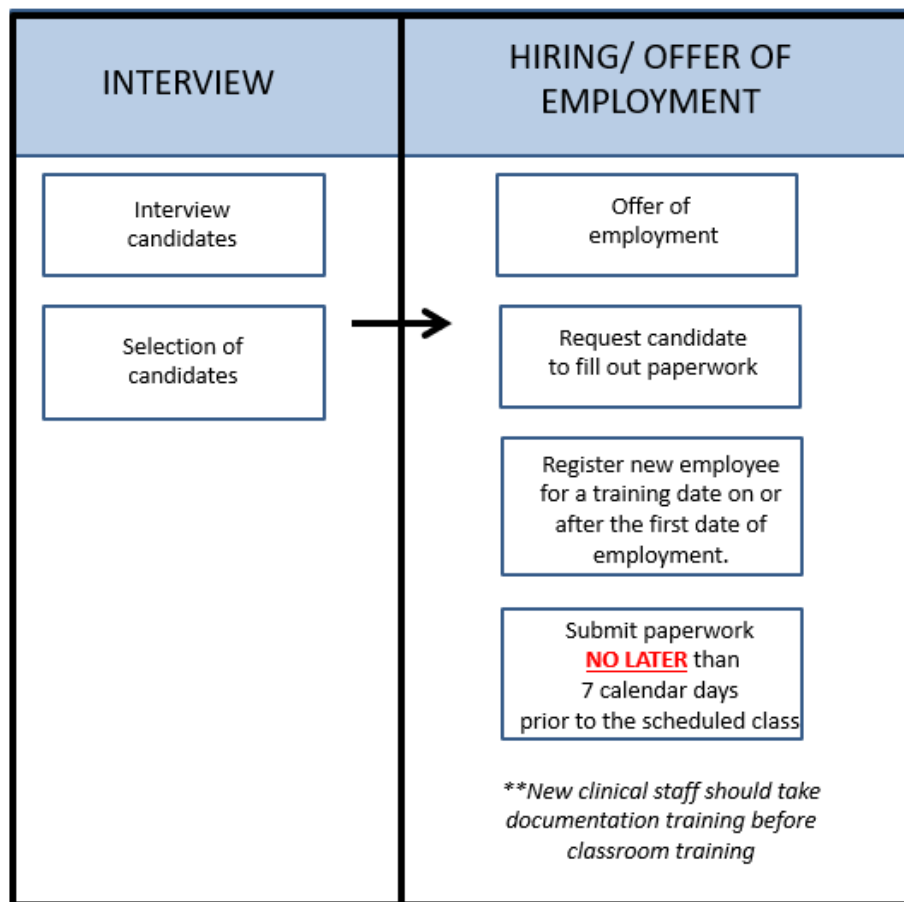 INTERVIEW
HIRING/ OFFER OF
EMPLOYMENT
Interview
candidates
Selection of
candidates
Offer of
employment
Request candidate
to fill out paperwork
Register new employee
for a training date on or
after the first date of
employment.
Submit paperwork
NO LATER than
7 calendar days
prior to the scheduled class
**New clinical staff should take
documentation training before
classroom training